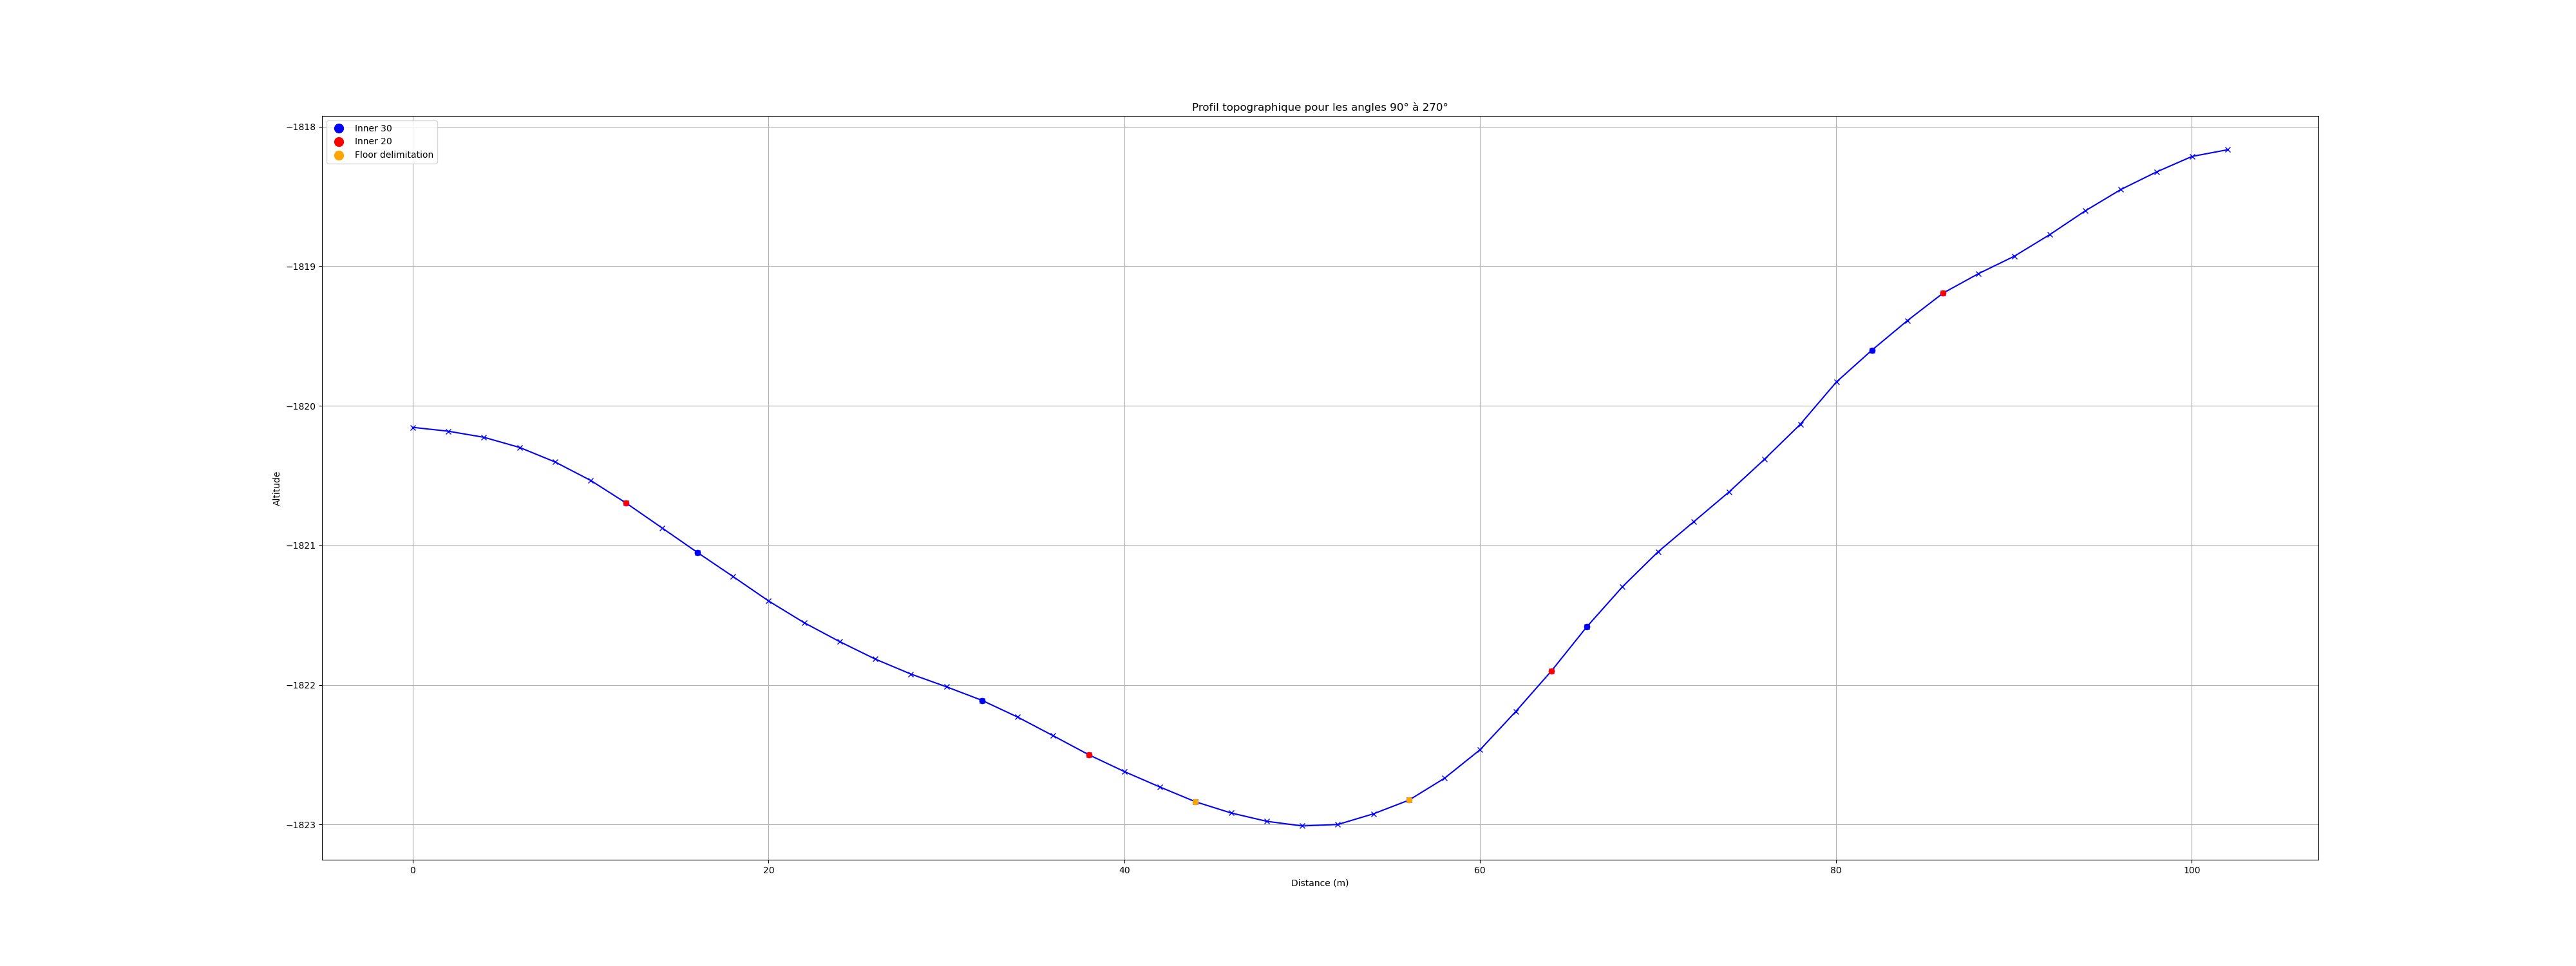 Profil topographique pour les angles 90° à 270°
Inner 30
Inner 20
Floor delimitation
−1818
−1819
−1820
−1821
−1822
−1823
Altitude
0 20 40 60 80 100
Distance (m)